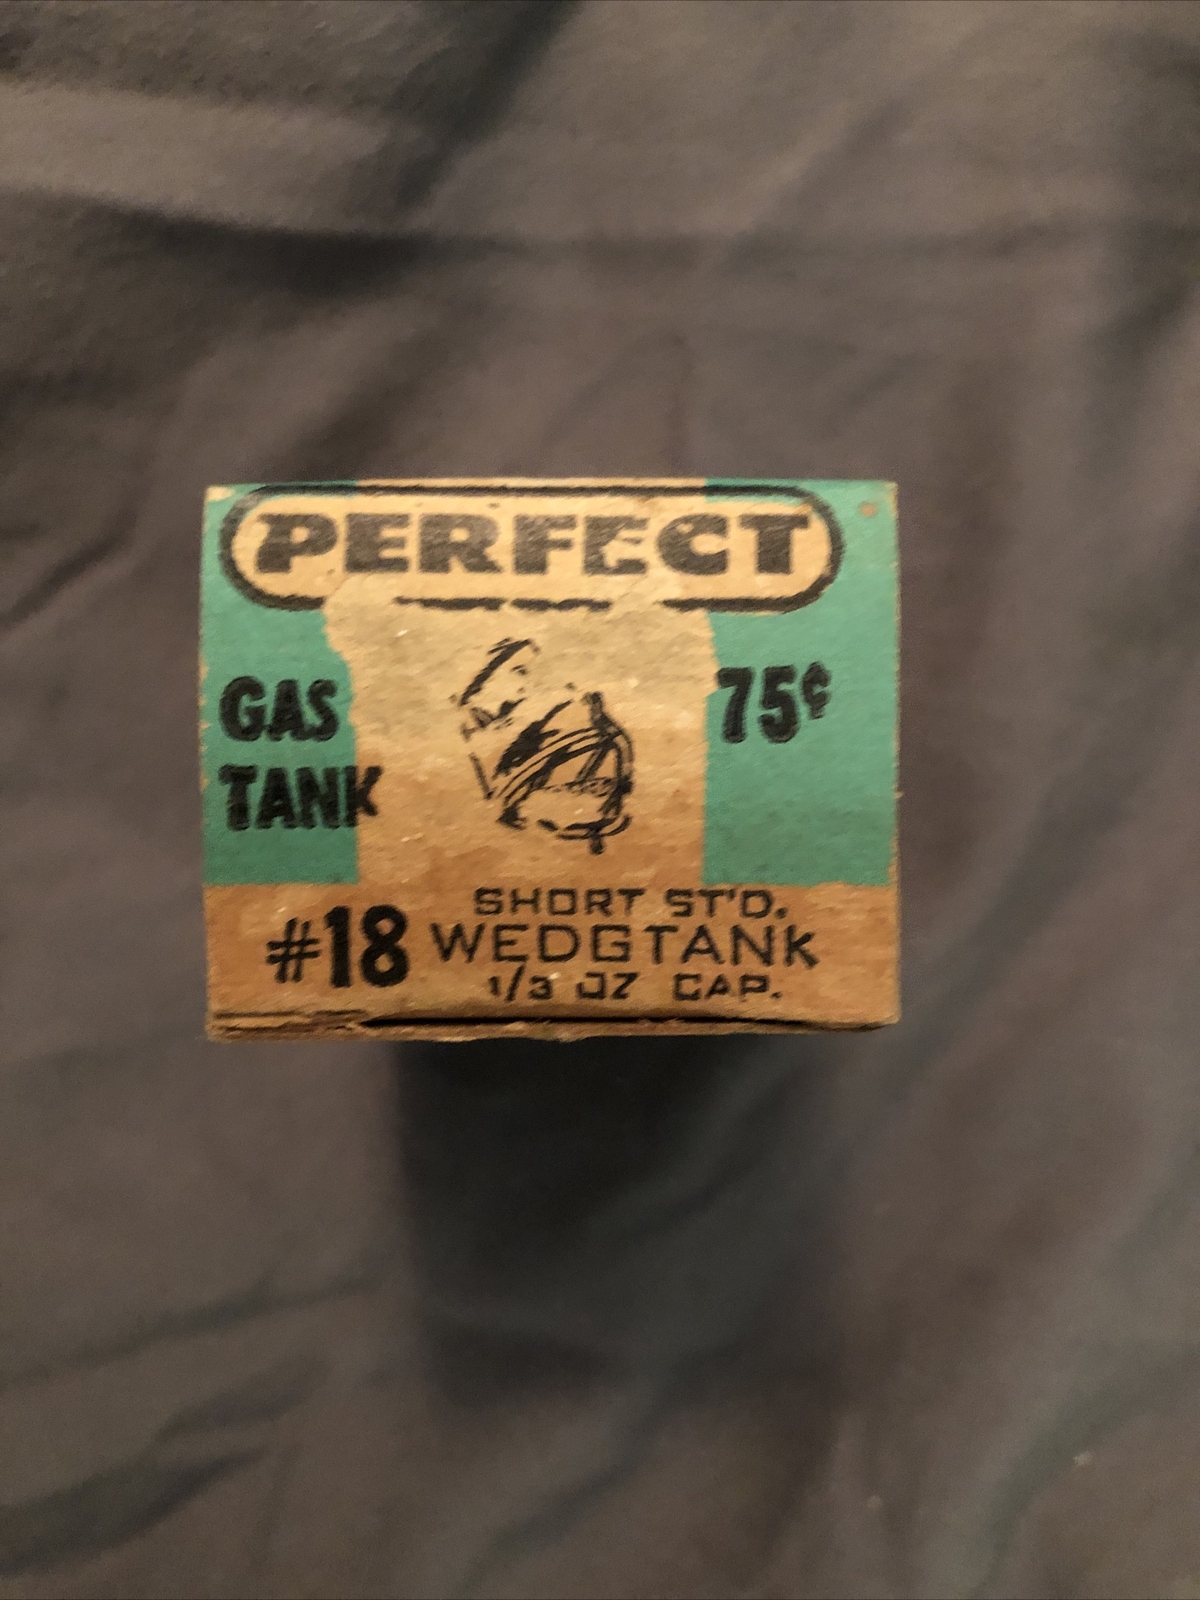 PERFECT
GAS
TANK
75¢
#18
SHORT ST'D.
WEDGTANK
1/3 OZ CAP.